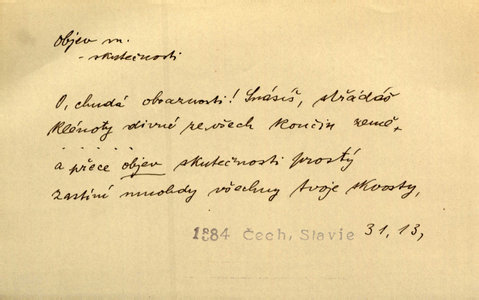 Objev m.
- skutečnosti
O, chudá obraznosti! Snášíš, střádáš
klenoty divné ze všech končin země,
. . . . . .
a přece objev skutečnosti prostý
zastíní mnohdy všechny tvoje skvosty,
1884 Čech, Slavie 31, 13,